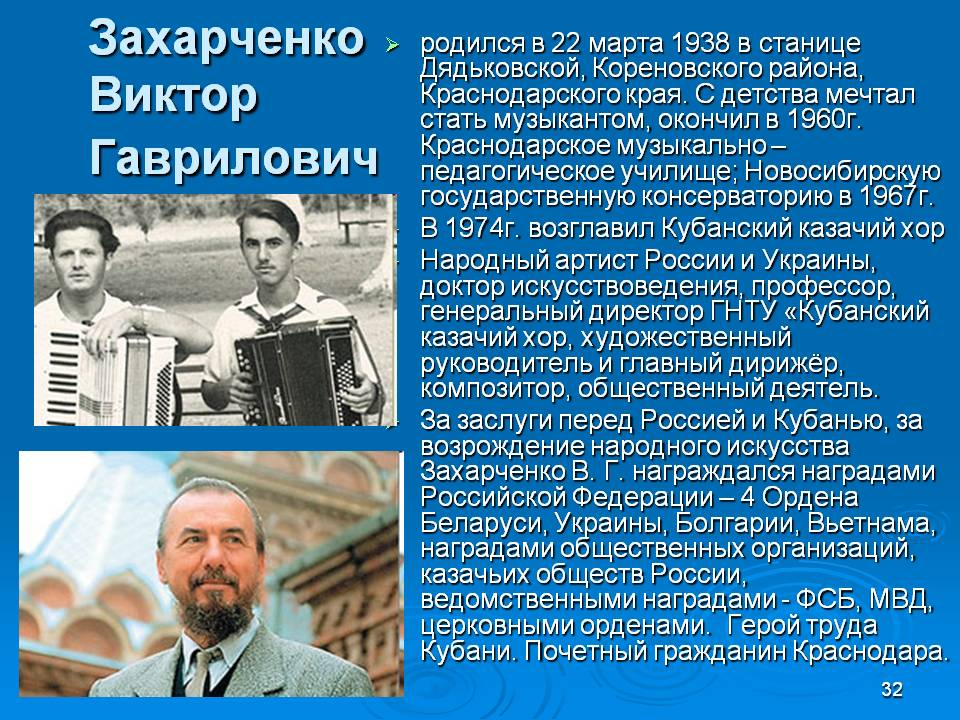 Захарченко
Виктор
Гаврилович
родился в 22 марта 1938 в станице
Дядьковской, Кореновского района,
Краснодарского края. С детства мечтал
стать музыкантом, окончил в 1960г.
Краснодарское музыкально –
педагогическое училище; Новосибирскую
государственную консерваторию в 1967г.
В 1974г. возглавил Кубанский казачий хор
Народный артист России и Украины,
доктор искусствоведения, профессор,
генеральный директор ГНТУ «Кубанский
казачий хор, художественный
руководитель и главный дирижёр,
композитор, общественный деятель.
За заслуги перед Россией и Кубанью, за
возрождение народного искусства
Захарченко В. Г. награждался наградами
Российской Федерации – 4 Ордена
Беларуси, Украины, Болгарии, Вьетнама,
наградами общественных организаций,
казачьих обществ России,
ведомственными наградами - ФСБ, МВД,
церковными орденами. Герой труда
Кубани. Почетный гражданин Краснодара.
32